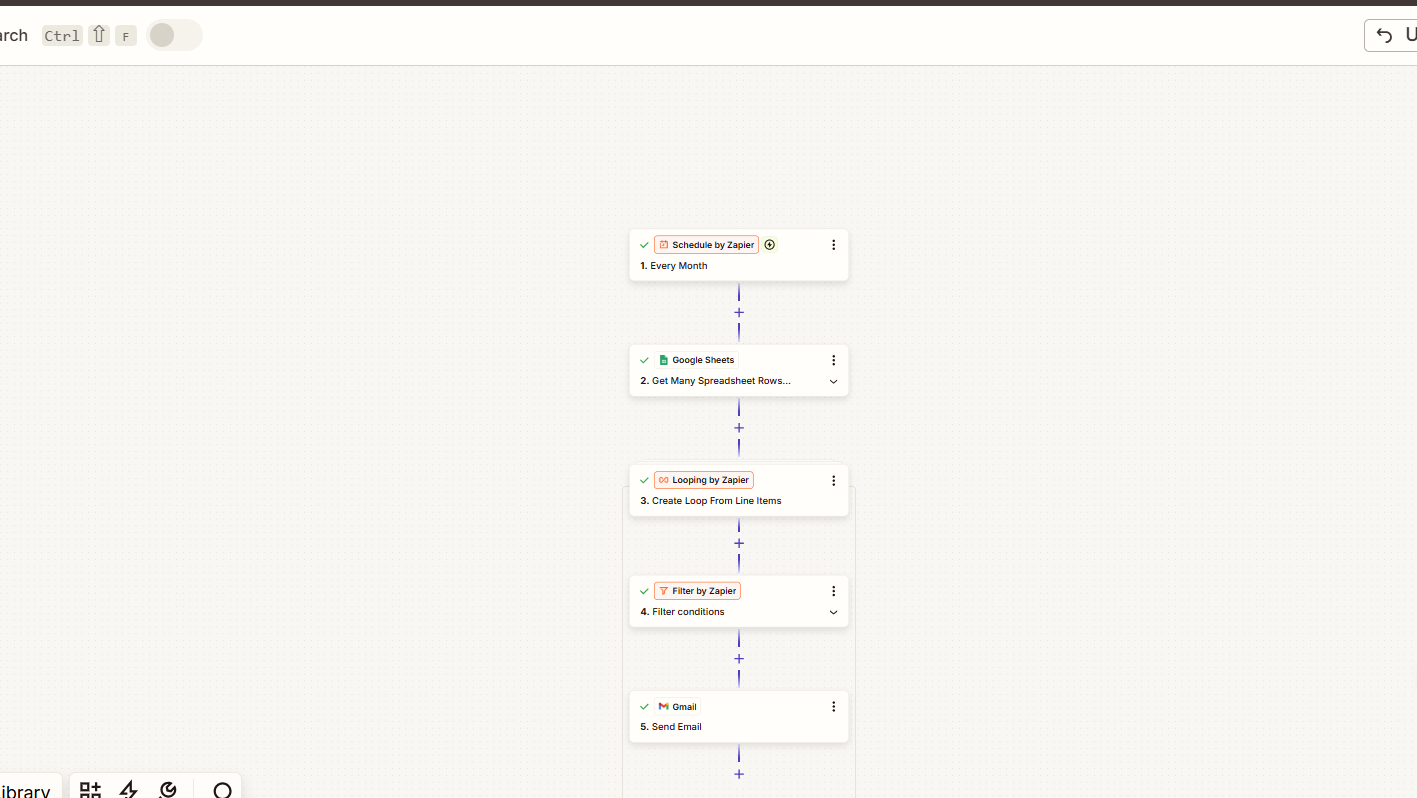 arch Ctrl ⇧ F
U
Schedule by Zapier
1. Every Month
Google Sheets
2. Get Many Spreadsheet Rows...
Looping by Zapier
3. Create Loop From Line Items
Filter by Zapier
4. Filter conditions
Gmail
5. Send Email
ibrary